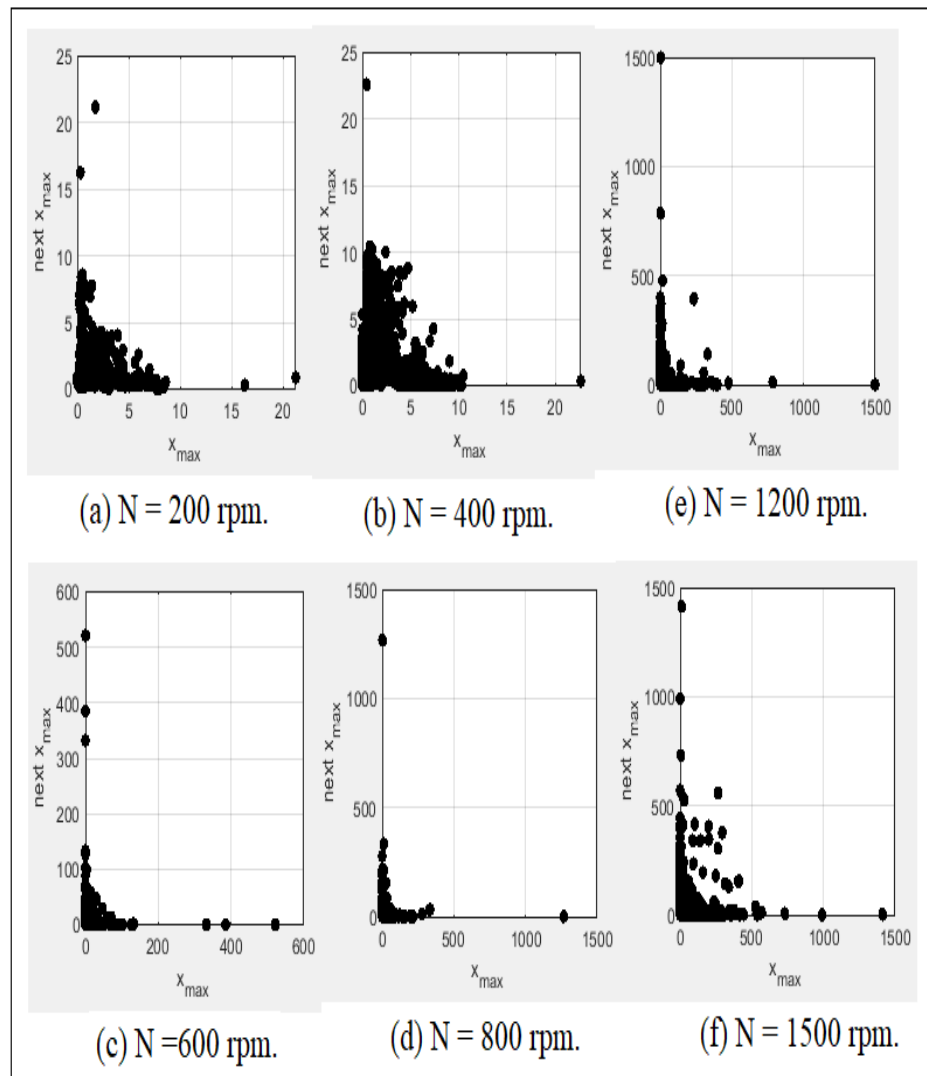 25
20
15
10
5
0
next x_max
0 5 10 15 20
x_max
(a) N = 200 rpm.
25
20
15
10
5
0
next x_max
0 5 10 15 20
x_max
(b) N = 400 rpm.
1500
1000
500
0
next x_max
0 500 1000 1500
x_max
(e) N = 1200 rpm.
600
500
400
300
200
100
0
next x_max
0 200 400 600
x_max
(c) N =600 rpm.
1500
1000
500
0
next x_max
0 500 1000 1500
x_max
(d) N = 800 rpm.
1500
1000
500
0
next x_max
0 500 1000 1500
x_max
(f) N = 1500 rpm.